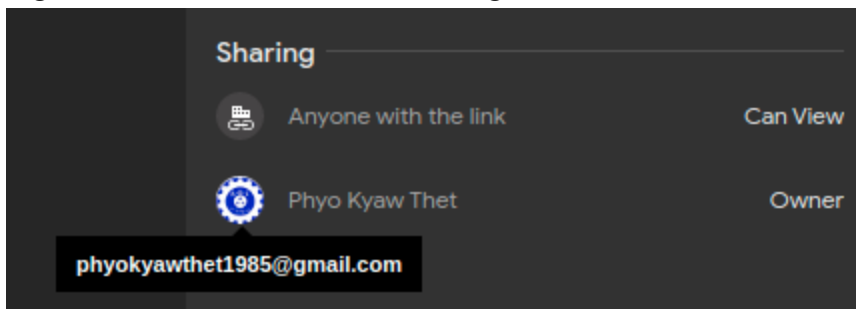 Sharing
Anyone with the link Can View
Phyo Kyaw Thet Owner
phyokyawthet1985@gmail.com